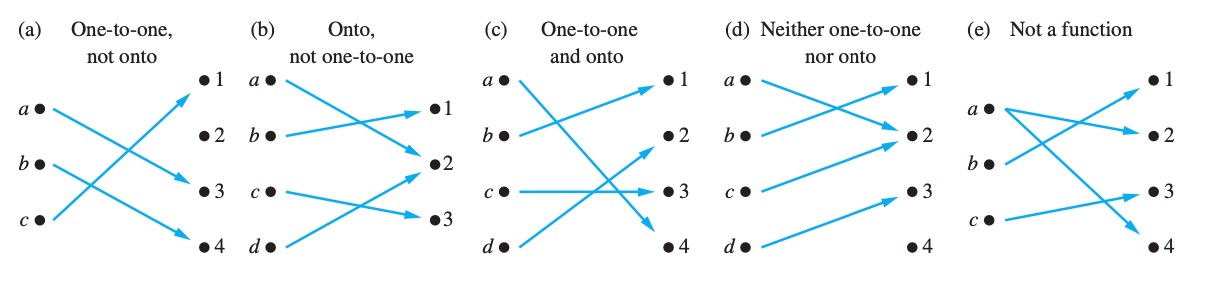 (a) One-to-one,
not onto
a
b
c
1
2
3
4
(b) Onto,
not one-to-one
a
b
c
d
1
2
3
(c) One-to-one
and onto
a
b
c
d
1
2
3
4
(d) Neither one-to-one
nor onto
a
b
c
d
1
2
3
4
(e) Not a function
a
b
c
1
2
3
4